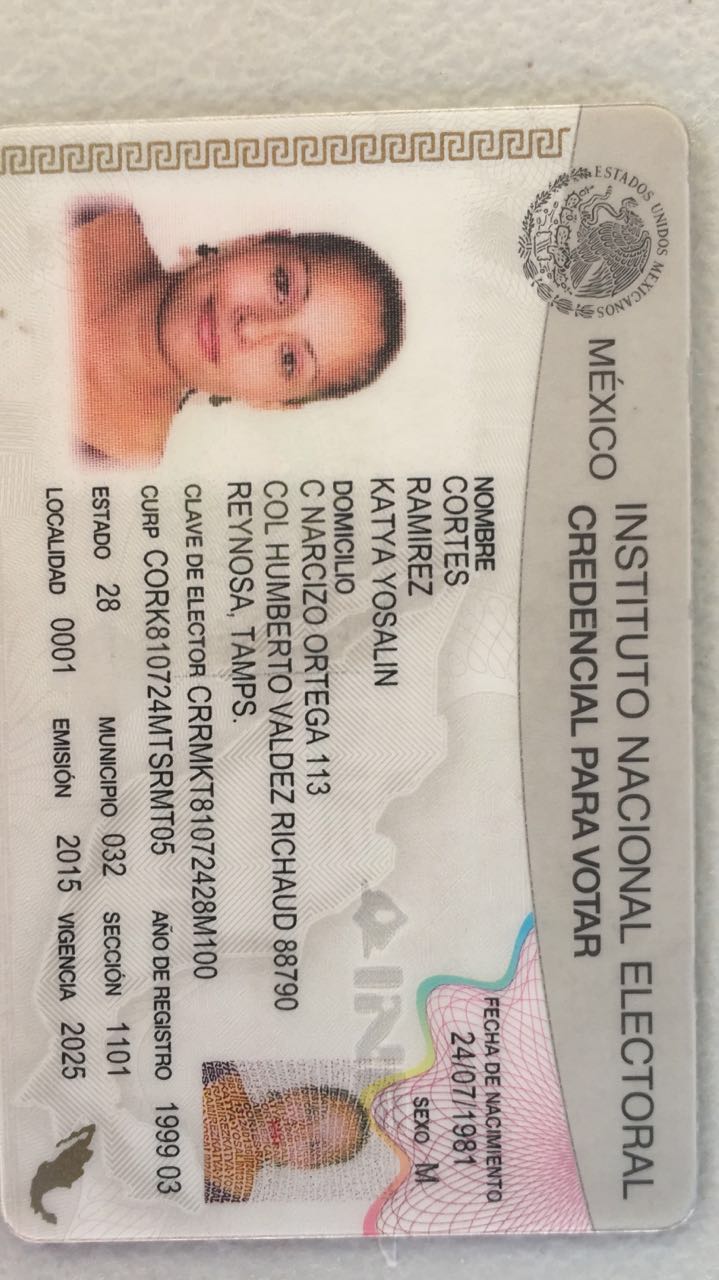 ESTADOS UNIDOS MEXICANOS
MÉXICO
INSTITUTO NACIONAL ELECTORAL
CREDENCIAL PARA VOTAR
NOMBRE
CORTES
RAMIREZ
KATYA YOSALIN
FECHA DE NACIMIENTO
24/07/1981
SEXO M
DOMICILIO
C NARCIZO ORTEGA 113
COL HUMBERTO VALDEZ RICHAUD 88790
REYNOSA, TAMPS.
INE
CLAVE DE ELECTOR CRRMKT81072428M100
CURP CORK810724MTSRMT05 AÑO DE REGISTRO 1999 03
ESTADO 28 MUNICIPIO 032 SECCIÓN 1101
LOCALIDAD 0001 EMISIÓN 2015 VIGENCIA 2025